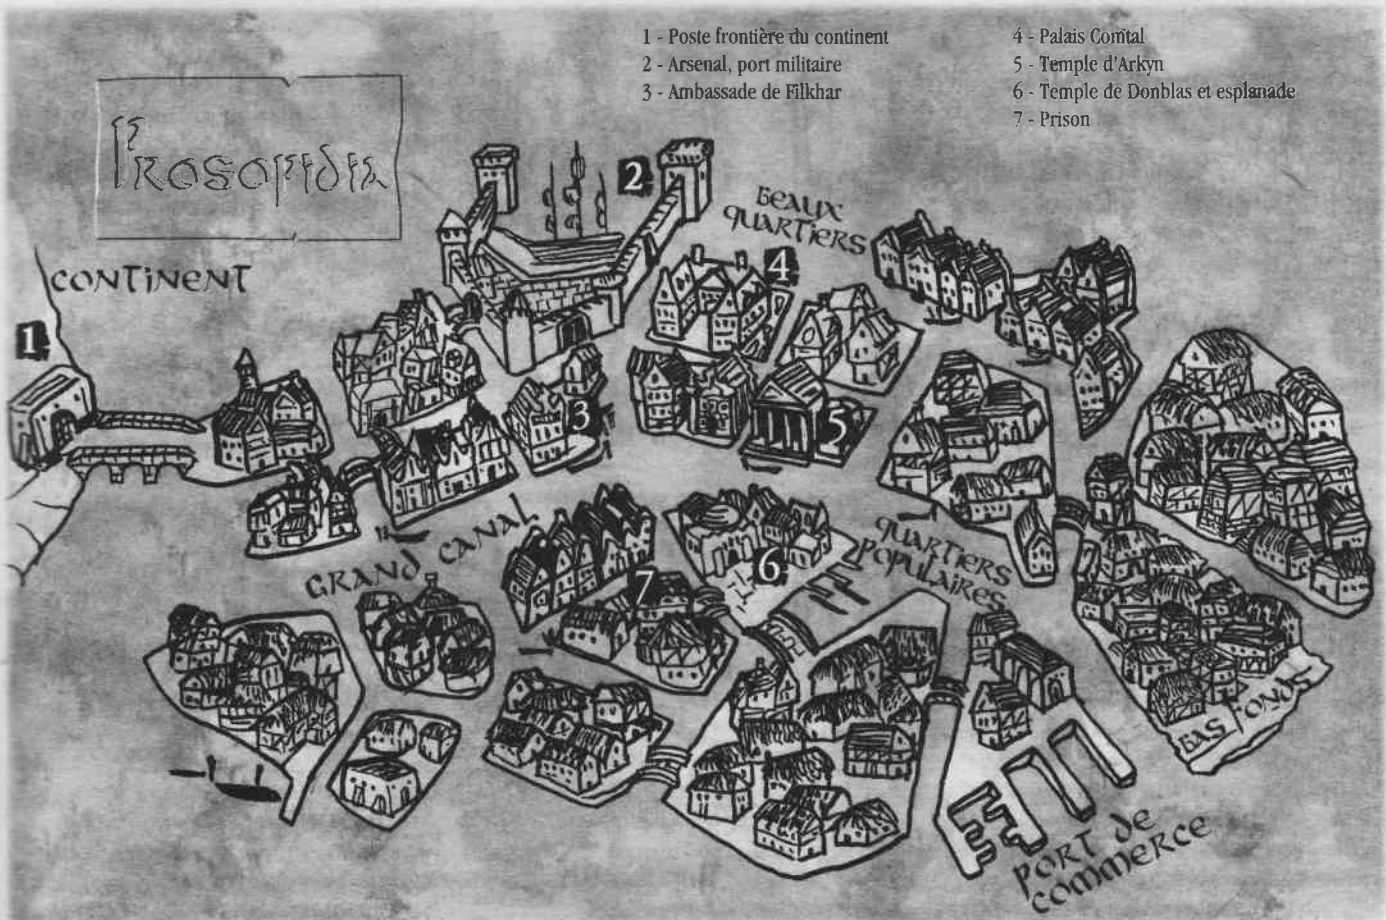 1 - Poste frontière du continent
2 - Arsenal, port militaire
3 - Ambassade de Filkhar
4 - Palais Comtal
5 - Temple d'Arkyn
6 - Temple de Donblas et esplanade
7 - Prison
PROSOPEDIA
CONTINENT
1
2
BEAUX
QUARTIERS
4
3
5
GRAND CANAL
QUARTIERS
POPULAIRES
6
7
BAS FONDS
PORT de
COMMERCE